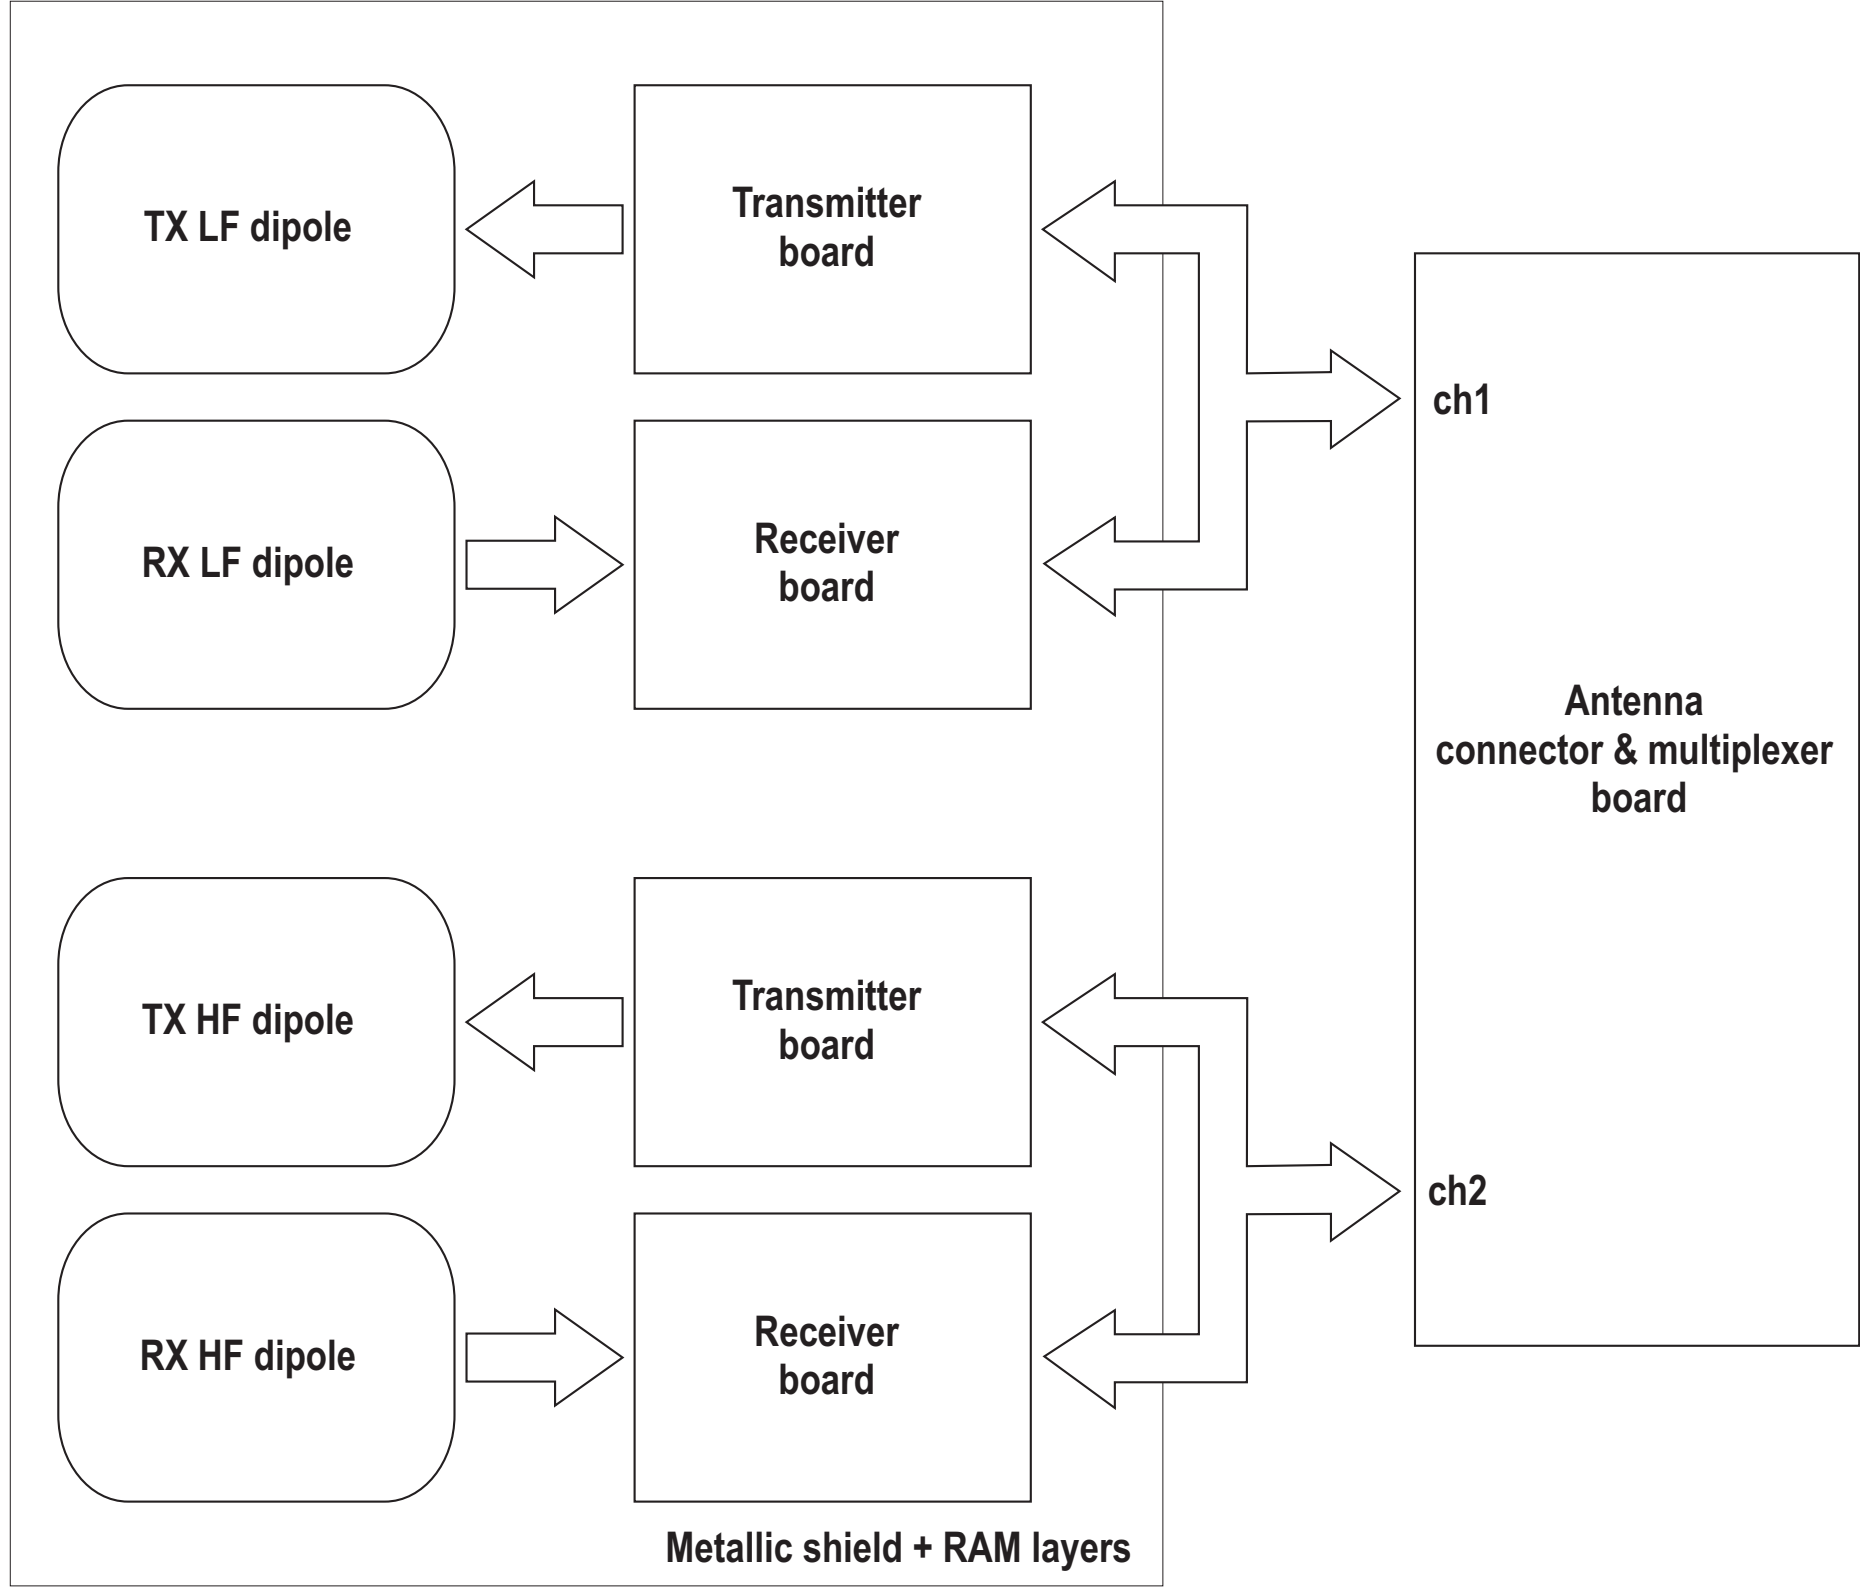 TX LF dipole
Transmitter
board
RX LF dipole
Receiver
board
ch1
Antenna
connector & multiplexer
board
TX HF dipole
Transmitter
board
ch2
RX HF dipole
Receiver
board
Metallic shield + RAM layers